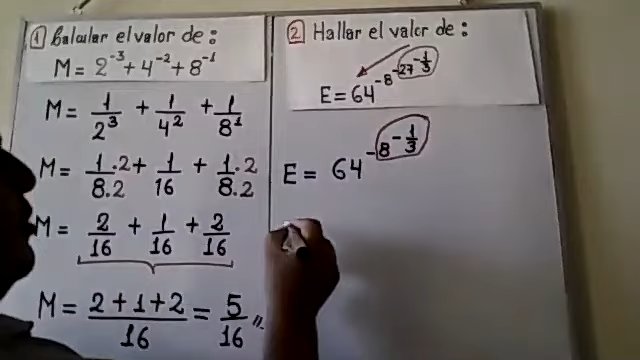 1 Calcular el valor de:
M = 2⁻³ + 4⁻² + 8⁻¹
M = 1/2³ + 1/4² + 1/8¹
M = 1.2/8.2 + 1/16 + 1.2/8.2
M = 2/16 + 1/16 + 2/16
M = 2+1+2/16 = 5/16 //
2 Hallar el valor de:
E = 64^-8^-27^-1/3
E = 64^-8^-1/3